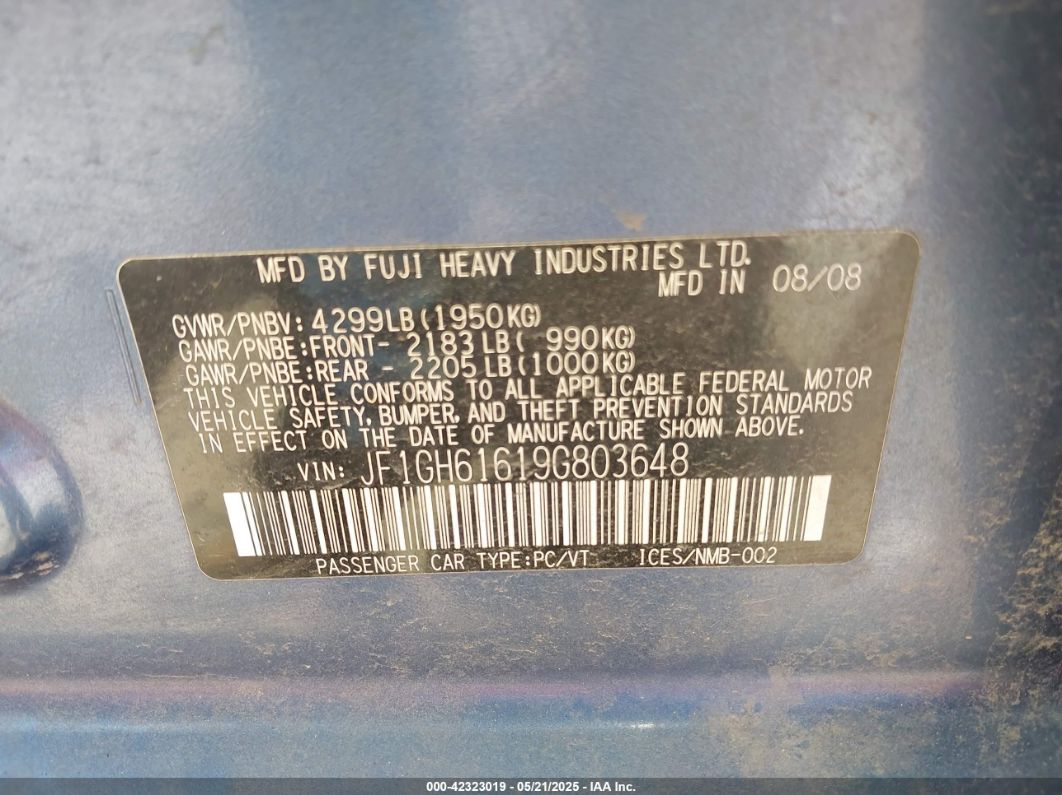 MFD BY FUJI HEAVY INDUSTRIES LTD.
MFD IN 08/08
GVWR/PNBV: 4299LB(1950KG)
GAWR/PNBE:FRONT- 2183LB( 990KG)
GAWR/PNBE:REAR - 2205LB(1000KG)
THIS VEHICLE CONFORMS TO ALL APPLICABLE FEDERAL MOTOR
VEHICLE SAFETY, BUMPER, AND THEFT PREVENTION STANDARDS
IN EFFECT ON THE DATE OF MANUFACTURE SHOWN ABOVE.
VIN: JF1GH61619G803648
PASSENGER CAR TYPE:PC/VT ICES/NMB-002
000-42323019 - 05/21/2025 - IAA Inc.